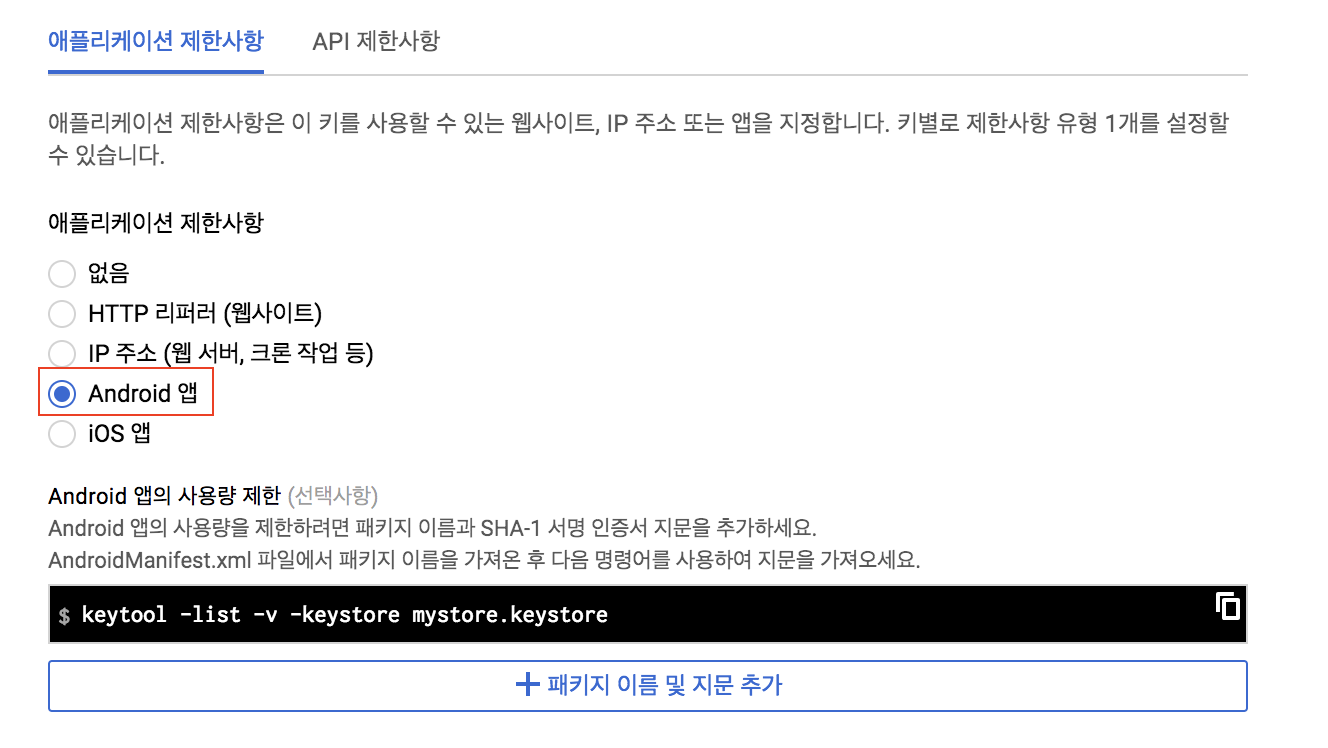 애플리케이션 제한사항 API 제한사항
애플리케이션 제한사항은 이 키를 사용할 수 있는 웹사이트, IP 주소 또는 앱을 지정합니다. 키별로 제한사항 유형 1개를 설정할
수 있습니다.
애플리케이션 제한사항
없음
HTTP 리퍼러 (웹사이트)
IP 주소 (웹 서버, 크론 작업 등)
Android 앱
iOS 앱
Android 앱의 사용량 제한 (선택사항)
Android 앱의 사용량을 제한하려면 패키지 이름과 SHA-1 서명 인증서 지문을 추가하세요.
AndroidManifest.xml 파일에서 패키지 이름을 가져온 후 다음 명령어를 사용하여 지문을 가져오세요.
$ keytool -list -v -keystore mystore.keystore
+ 패키지 이름 및 지문 추가